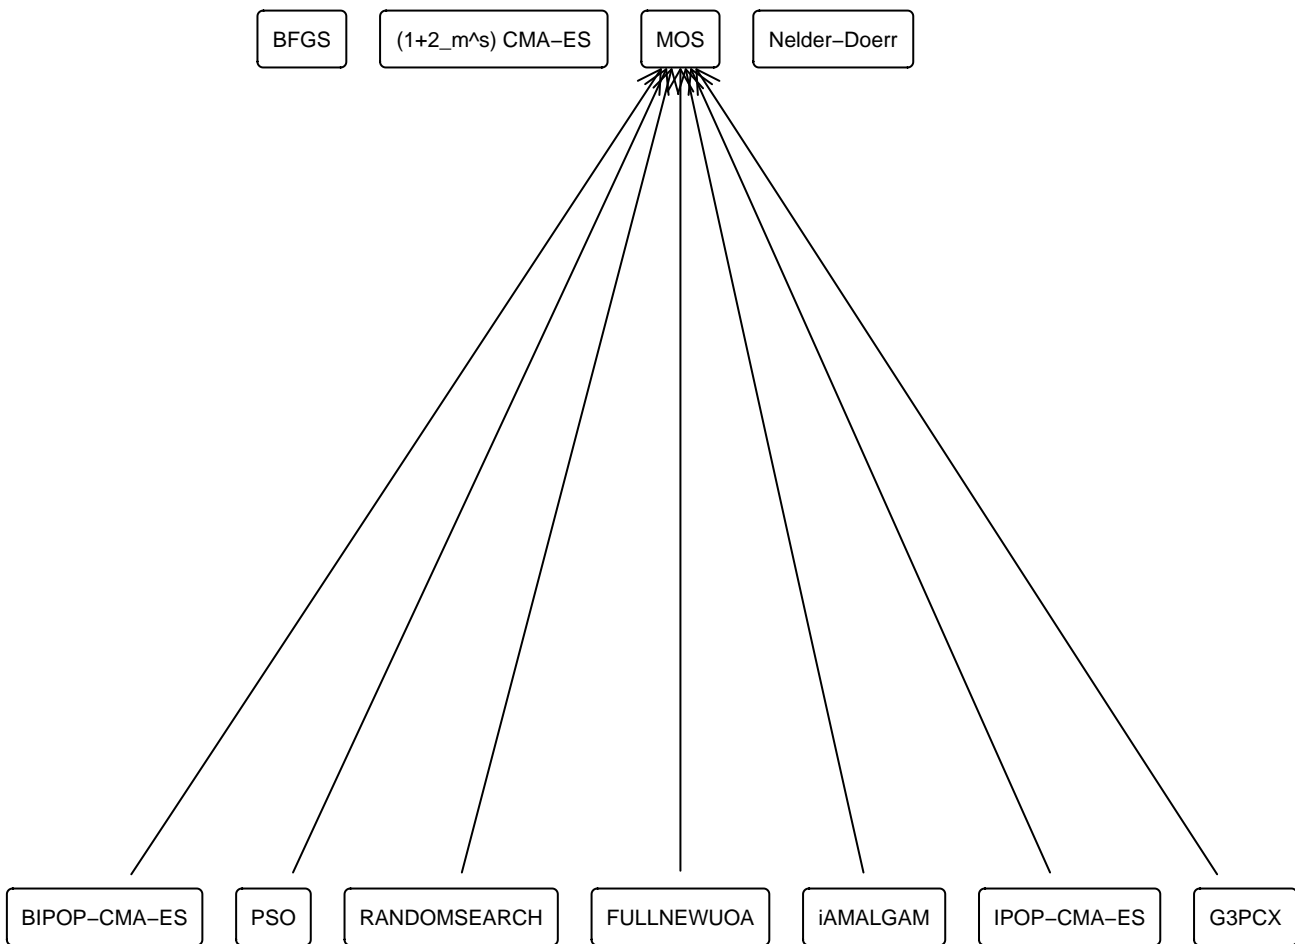 BFGS
(1+2_m^s) CMA−ES
MOS
Nelder−Doerr
BIPOP−CMA−ES
PSO
RANDOMSEARCH
FULLNEWUOA
iAMALGAM
IPOP−CMA−ES
G3PCX